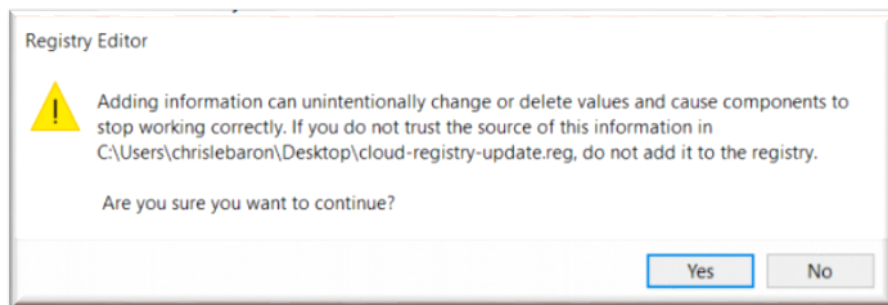 Registry Editor
Adding information can unintentionally change or delete values and cause components to
stop working correctly. If you do not trust the source of this information in
C:\Users\chrislebaron\Desktop\cloud-registry-update.reg, do not add it to the registry.
Are you sure you want to continue?
Yes No